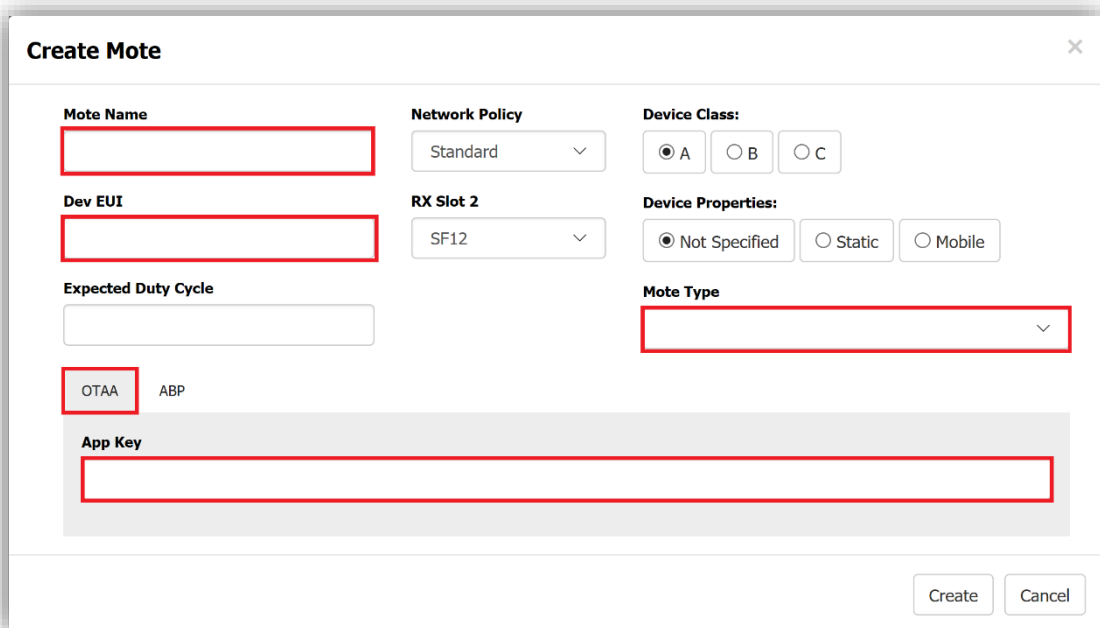 Create Mote
×
Mote Name
Network Policy
Device Class:
Standard
A
B
C
Dev EUI
RX Slot 2
Device Properties:
SF12
Not Specified
Static
Mobile
Expected Duty Cycle
Mote Type
OTAA
ABP
App Key
Create
Cancel